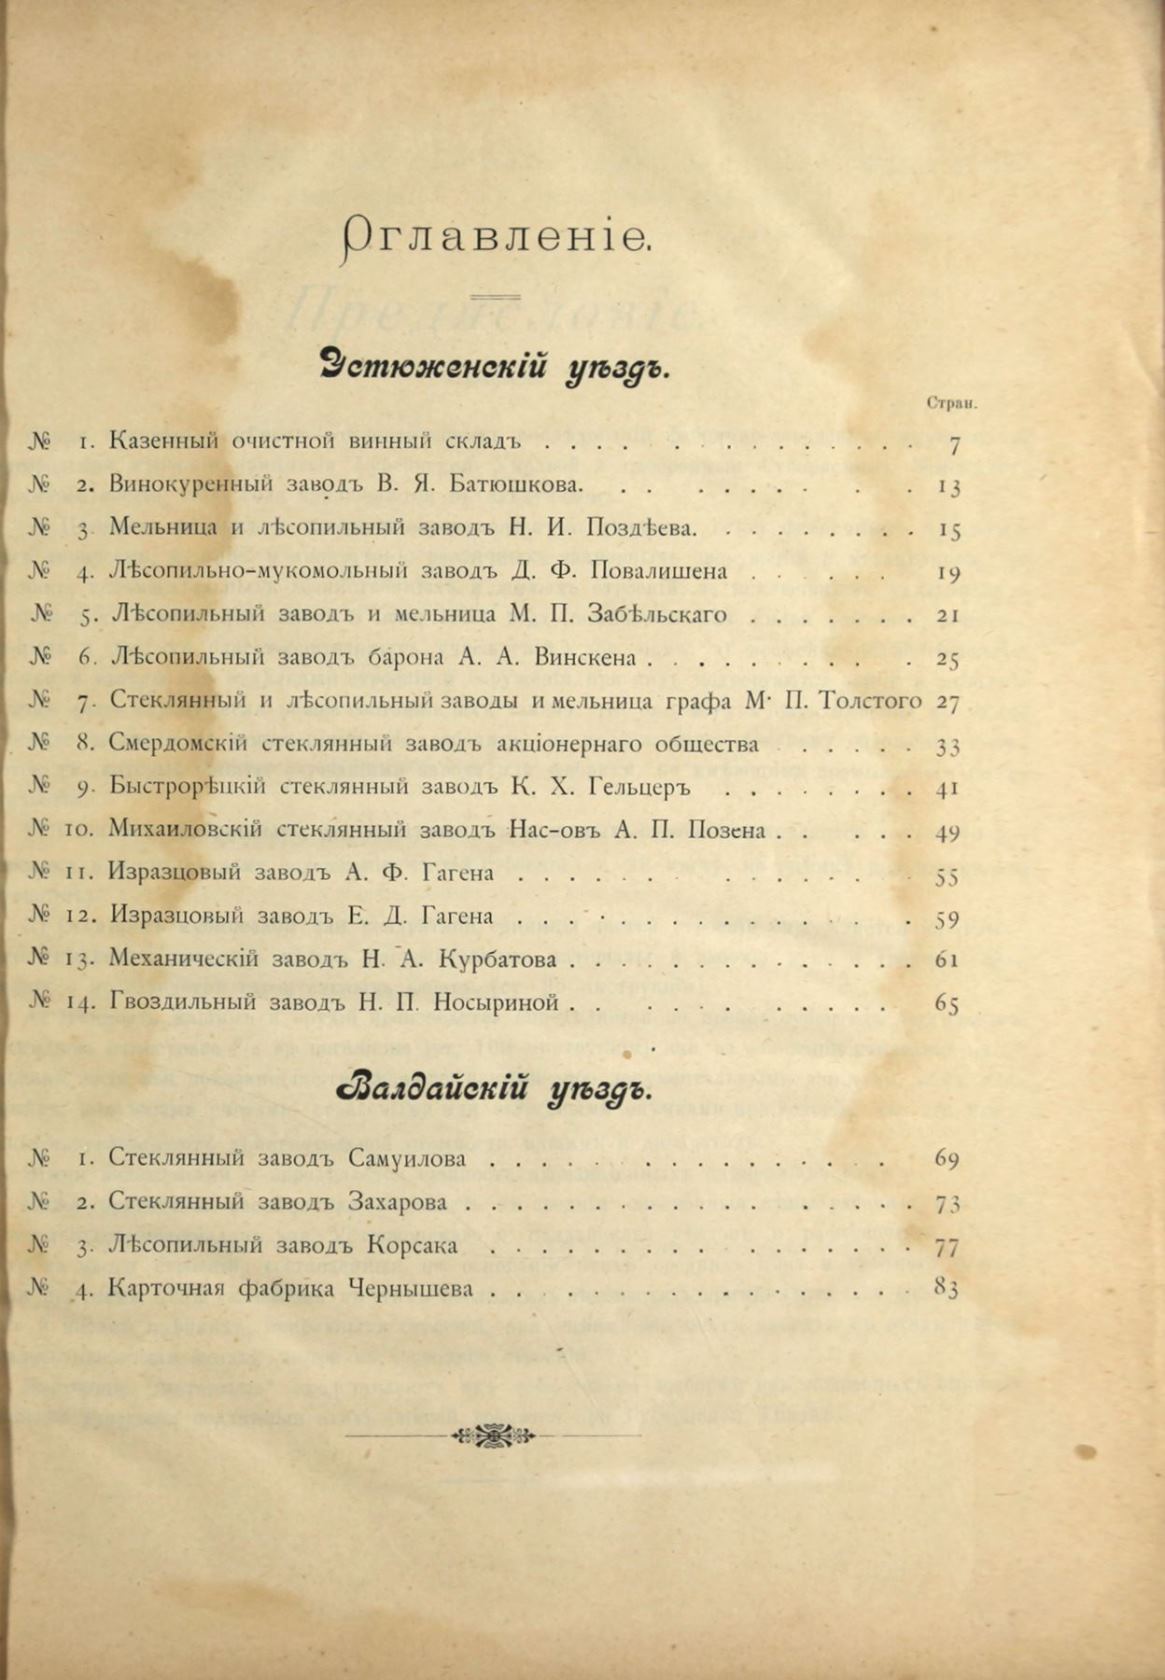 Оглавленіе.
Устюженскій уѣздъ.
Стран.
№ 1. Казенный очистной винный складъ . . . . . . . . . . . . . . 7
№ 2. Винокуренный заводъ В. Я. Батюшкова. . . . . . . . . . 13
№ 3 Мельница и лѣсопильный заводъ Н. И. Поздѣева. . . . . . . . . 15
№ 4. Лѣсопильно-мукомольный заводъ Д. Ф. Повалишена . . . . 19
№ 5. Лѣсопильный заводъ и мельница М. П. Забѣльскаго . . . . . . . 21
№ 6. Лѣсопильный заводъ барона А. А. Винскена . . . . . . . . . . 25
№ 7. Стеклянный и лѣсопильный заводы и мельница графа М. П. Толстого 27
№ 8. Смердомскій стеклянный заводъ акціонернаго общества . . . . . 33
№ 9. Быстрорѣцкій стеклянный заводъ К. Х. Гельцеръ . . . . . . . . 41
№ 10. Михаиловскій стеклянный заводъ Нас-овъ А. П. Позена . . . . . 49
№ 11. Изразцовый заводъ А. Ф. Гагена . . . . . . . . . . . . . 55
№ 12. Изразцовый заводъ Е. Д. Гагена . . . . . . . . . . . . . . . 59
№ 13. Механическій заводъ Н. А. Курбатова . . . . . . . . . . . . . . 61
№ 14. Гвоздильный заводъ Н. П. Носыриной . . . . . . . . . . . 65
Валдайскій уѣздъ.
№ 1. Стеклянный заводъ Самуилова . . . . . . . . . . . . . . . 69
№ 2. Стеклянный заводъ Захарова . . . . . . . . . . . . . . . . . 73
№ 3. Лѣсопильный заводъ Корсака . . . . . . . . . . . . . . . . 77
№ 4. Карточная фабрика Чернышева . . . . . . . . . . . . . . . . 83